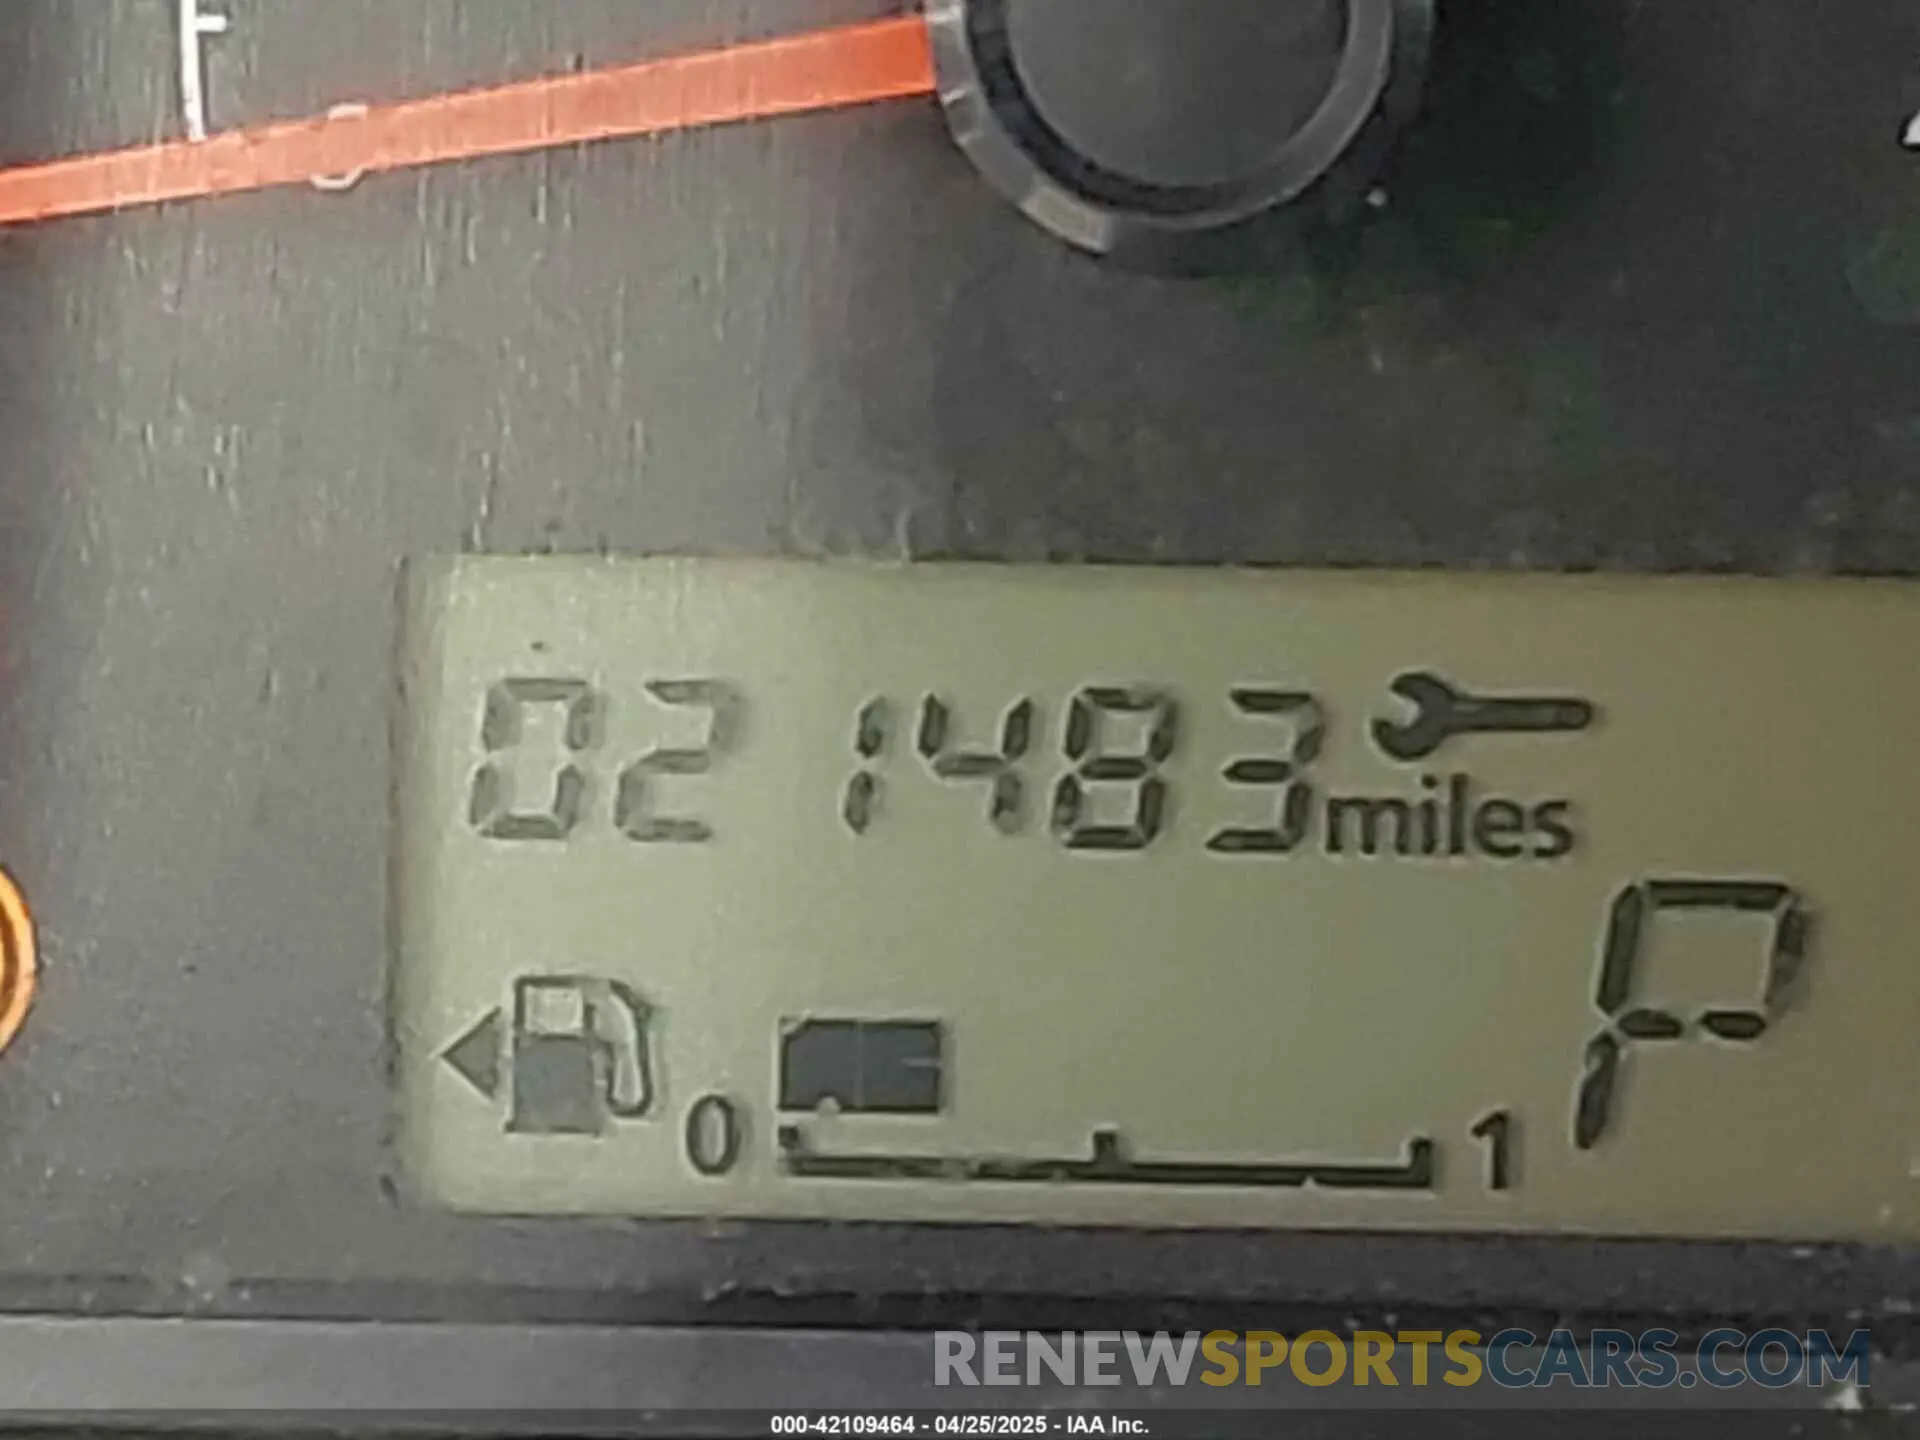 021483 miles
P
0 1
RENEWSPORTSCARS.COM
000-42109464 - 04/25/2025 - IAA Inc.